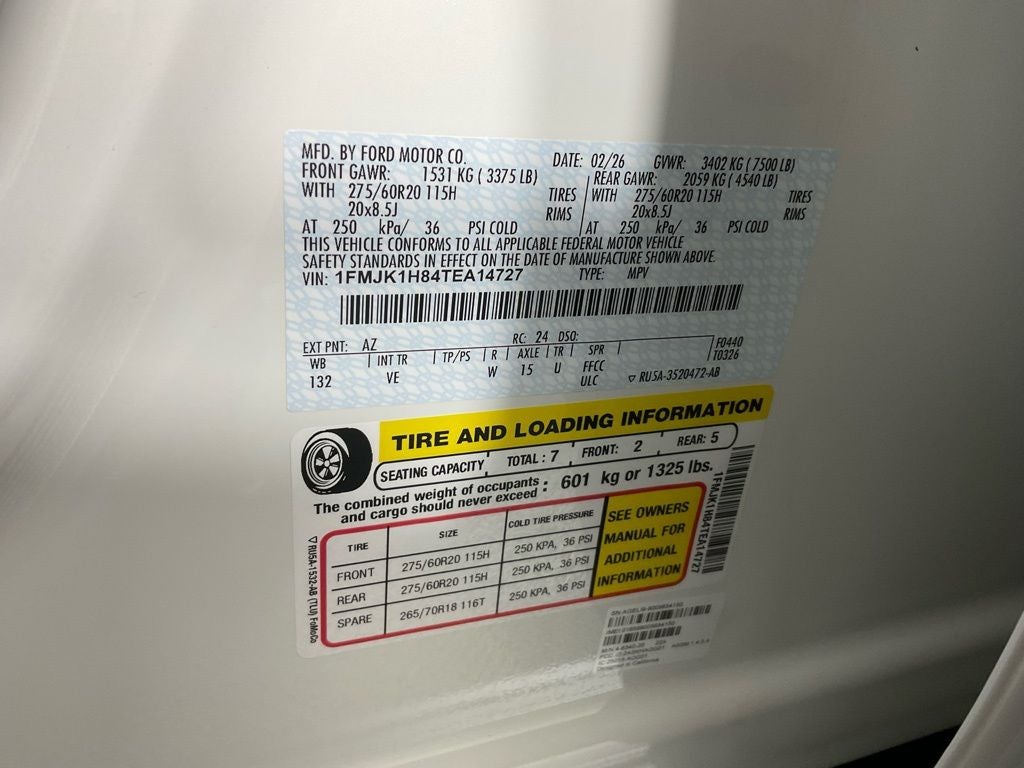 MFD. BY FORD MOTOR CO. DATE: 02/26 GVWR: 3402 KG ( 7500 LB)
FRONT GAWR: 1531 KG ( 3375 LB) REAR GAWR: 2059 KG ( 4540 LB)
WITH 275/60R20 115H TIRES WITH 275/60R20 115H TIRES
20x8.5J RIMS 20x8.5J RIMS
AT 250 kPa/ 36 PSI COLD AT 250 kPa/ 36 PSI COLD
THIS VEHICLE CONFORMS TO ALL APPLICABLE FEDERAL MOTOR VEHICLE
SAFETY STANDARDS IN EFFECT ON THE DATE OF MANUFACTURE SHOWN ABOVE.
VIN: 1FMJK1H84TEA14727 TYPE: MPV
EXT PNT: AZ RC: 24 DSO: F0440
WB INT TR TP/PS R AXLE TR SPR T0326
132 VE W 15 U FFCC
ULC ▽ RU5A-3520472-AB
TIRE AND LOADING INFORMATION
SEATING CAPACITY TOTAL : 7 FRONT: 2 REAR: 5
The combined weight of occupants and cargo should never exceed : 601 kg or 1325 lbs.
TIRE SIZE COLD TIRE PRESSURE
FRONT 275/60R20 115H 250 KPA, 36 PSI
REAR 275/60R20 115H 250 KPA, 36 PSI
SPARE 265/70R18 116T 250 KPA, 36 PSI
SEE OWNERS
MANUAL FOR
ADDITIONAL
INFORMATION
1FMJK1H84TEA14727
▽ RU5A-1532-AB (TLU) FoMoCo
Designed in California